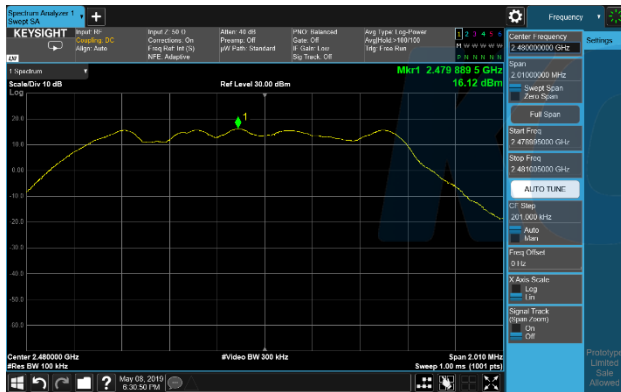 Spectrum Analyzer 1
Swept SA
+
Frequency
KEYSIGHT
Input: RF
Coupling: DC
Align: Auto
Input Z: 50 Ω
Corrections: On
Freq Ref: Int (S)
NFE: Adaptive
Atten: 40 dB
Preamp: Off
µW Path: Standard
PNO: Balanced
Gate: Off
IF Gain: Low
Sig Track: Off
Avg Type: Log-Power
Avg|Hold:>100/100
Trig: Free Run
1 2 3 4 5 6
M W W W W W
P N N N N N
1 Spectrum
Scale/Div 10 dB
Log
Ref Level 30.00 dBm
Mkr1 2.479 889 5 GHz
16.12 dBm
1
20.0
10.0
0.00
-10.0
-20.0
-30.0
-40.0
-50.0
-60.0
Center 2.480000 GHz
#Res BW 100 kHz
#Video BW 300 kHz
Span 2.010 MHz
Sweep 1.00 ms (1001 pts)
Center Frequency
2.480000000 GHz
Settings
Span
2.01000000 MHz
Swept Span
Zero Span
Full Span
Start Freq
2.478995000 GHz
Stop Freq
2.481005000 GHz
AUTO TUNE
CF Step
201.000 kHz
Auto
Man
Freq Offset
0 Hz
X Axis Scale
Log
Lin
Signal Track
(Span Zoom)
On
Off
Prototype
Limited
Sale
Allowed
May 08, 2019
6:30:50 PM